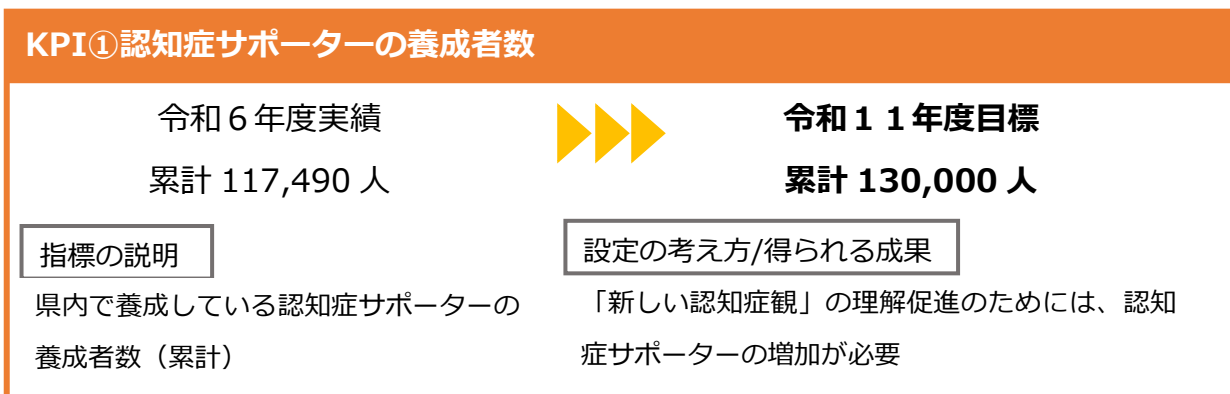 KPI①認知症サポーターの養成者数
令和６年度実績
累計 117,490 人
令和１１年度目標
累計 130,000 人
指標の説明
県内で養成している認知症サポーターの
養成者数（累計）
設定の考え方/得られる成果
「新しい認知症観」の理解促進のためには、認知
症サポーターの増加が必要